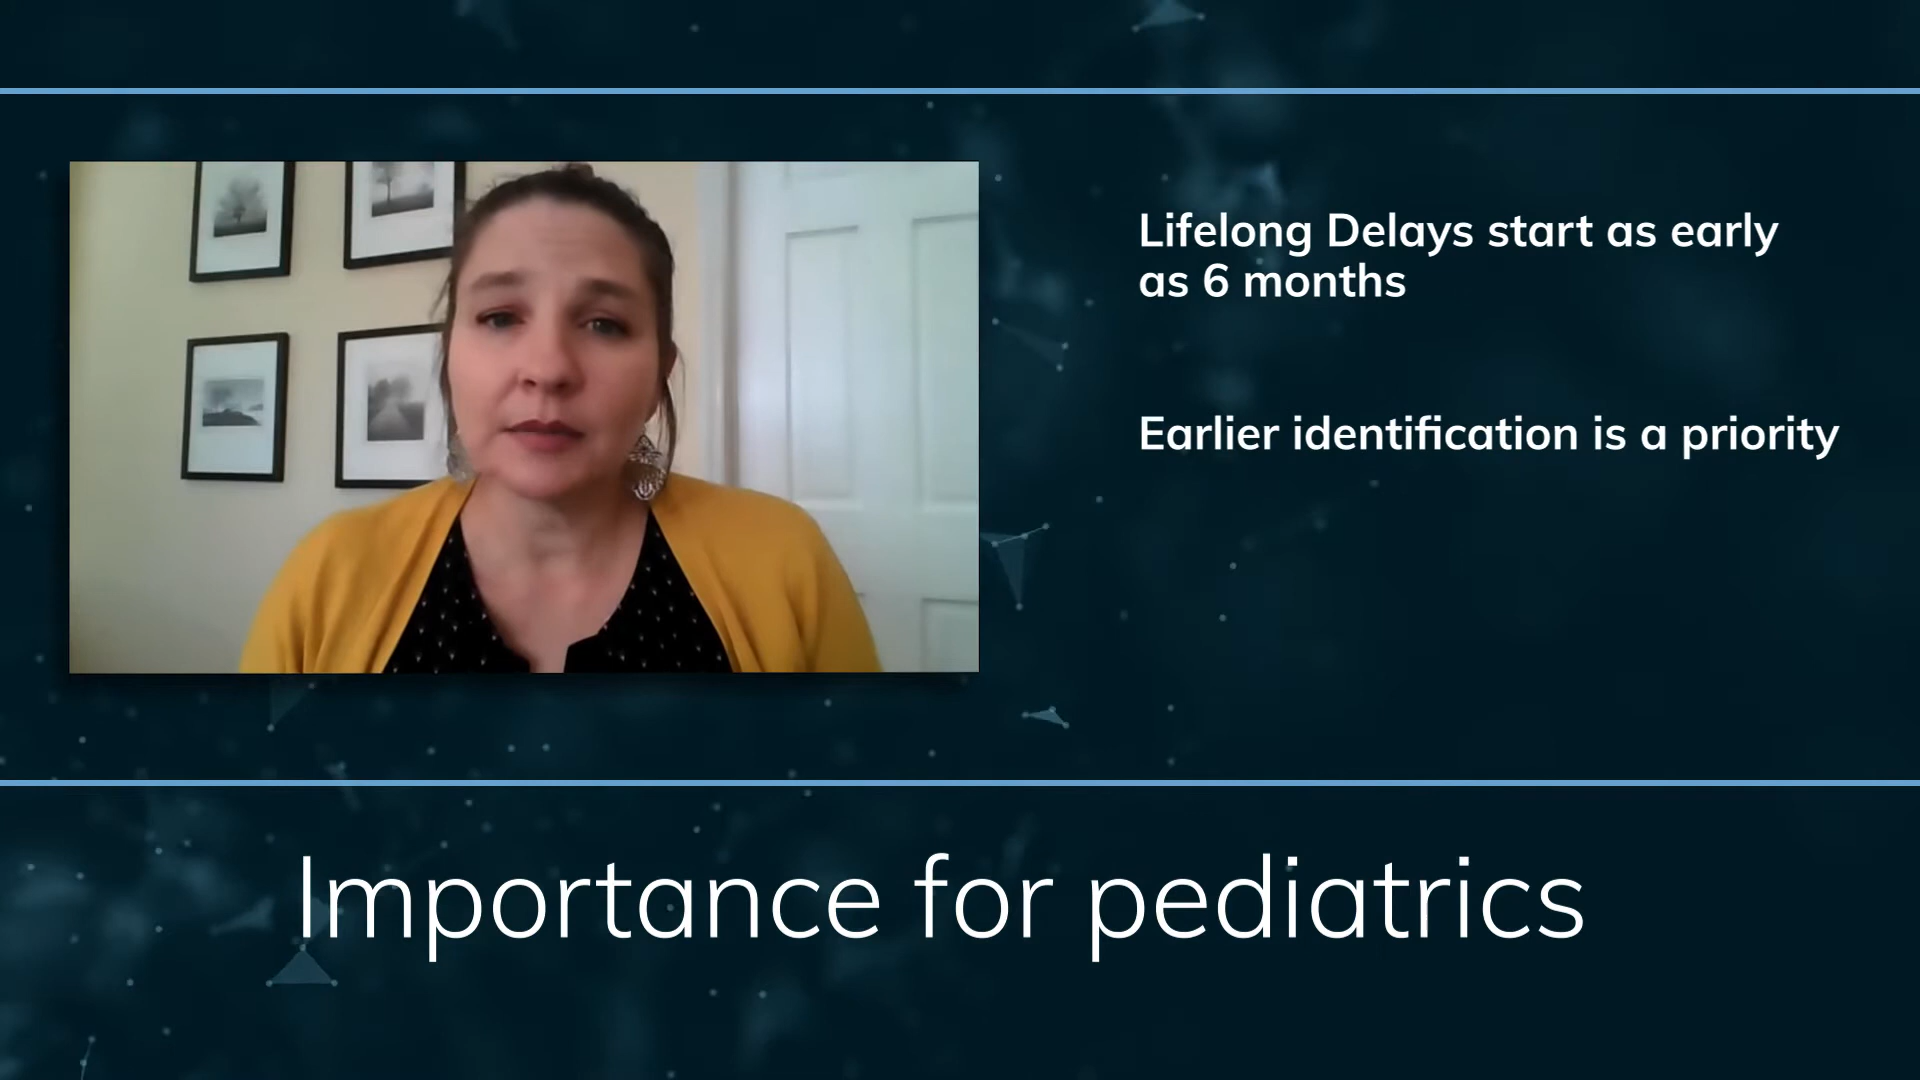 Lifelong Delays start as early
as 6 months
Earlier identification is a priority
Importance for pediatrics